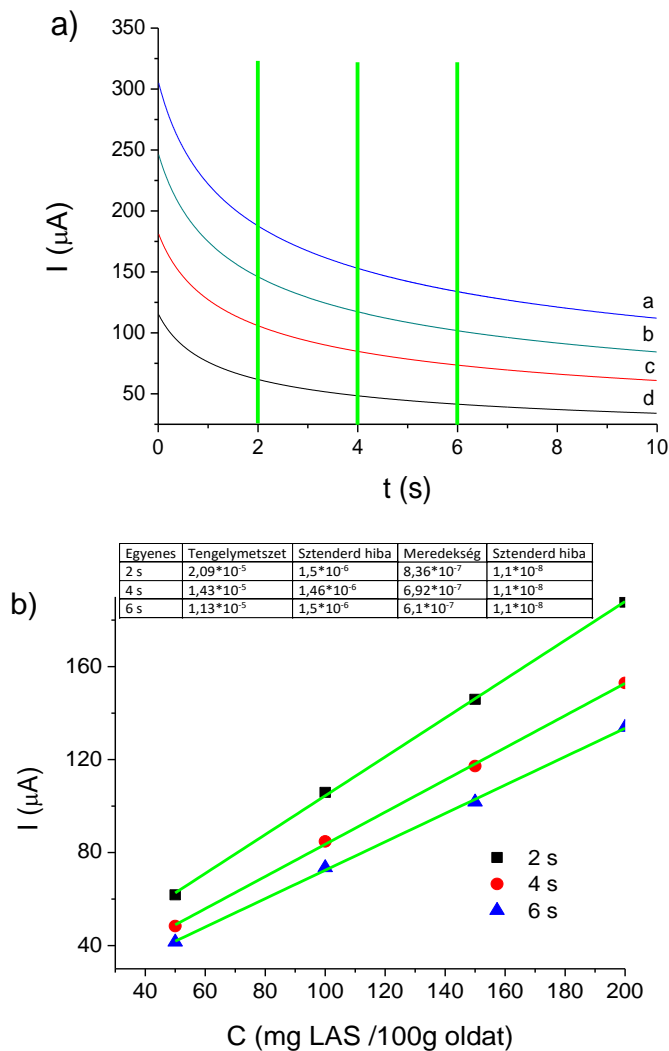 a)
350
300
250
200
150
100
50
I (μA)
a
b
c
d
0 2 4 6 8 10
t (s)
b)
Egyenes Tengelymetszet Sztenderd hiba Meredekség Sztenderd hiba
2 s 2,09*10⁻⁵ 1,5*10⁻⁶ 8,36*10⁻⁷ 1,1*10⁻⁸
4 s 1,43*10⁻⁵ 1,46*10⁻⁶ 6,92*10⁻⁷ 1,1*10⁻⁸
6 s 1,13*10⁻⁵ 1,5*10⁻⁶ 6,1*10⁻⁷ 1,1*10⁻⁸
160
120
80
40
I (μA)
2 s
4 s
6 s
40 60 80 100 120 140 160 180 200
C (mg LAS /100g oldat)